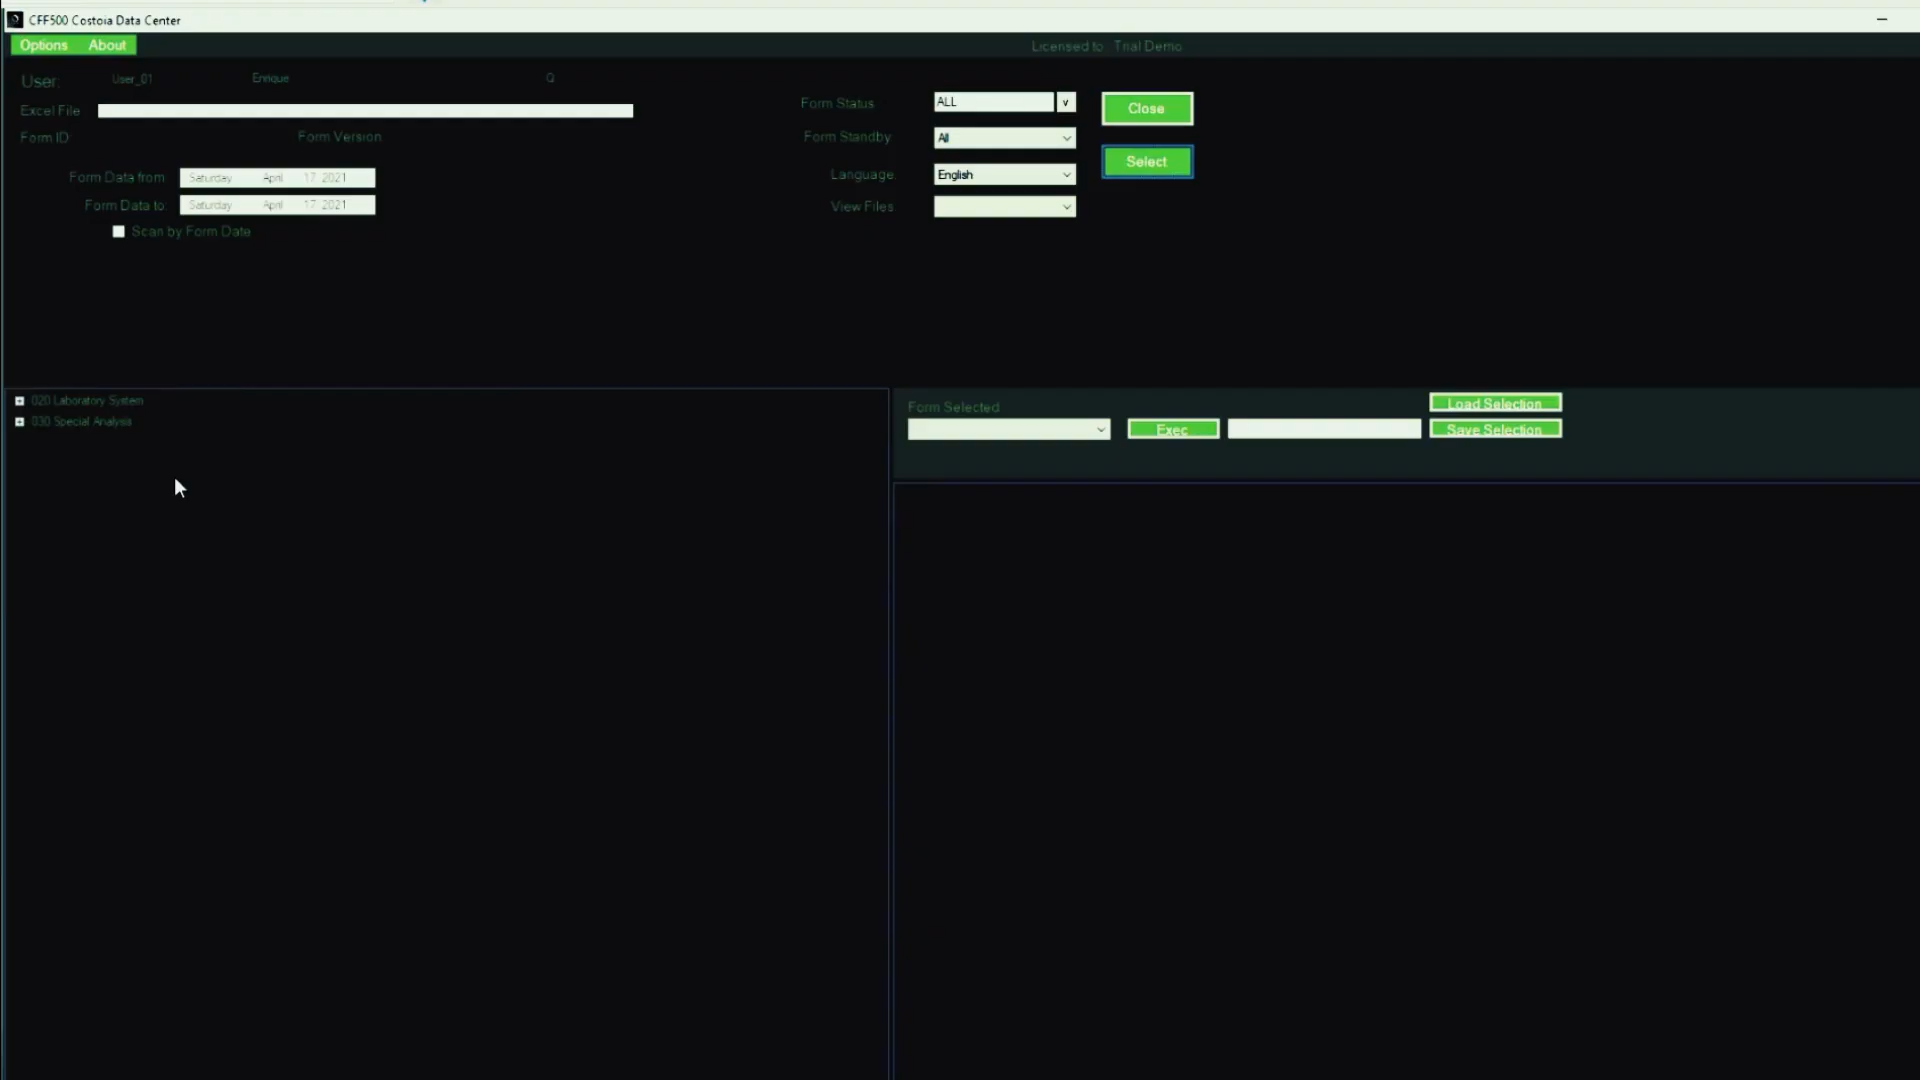 CFF500 Costoia Data Center
Options About
Licensed to: Trial Demo
User: User_01 Enrique Q
Excel File
Form ID: Form Version
Form Data from Saturday April 17 2021
Form Data to: Saturday April 17 2021
Scan by Form Date
Form Status ALL v
Form Standby All
Language English
View Files
Close
Select
020 Laboratory System
030 Special Analysis
Form Selected
Exec
Load Selection
Save Selection